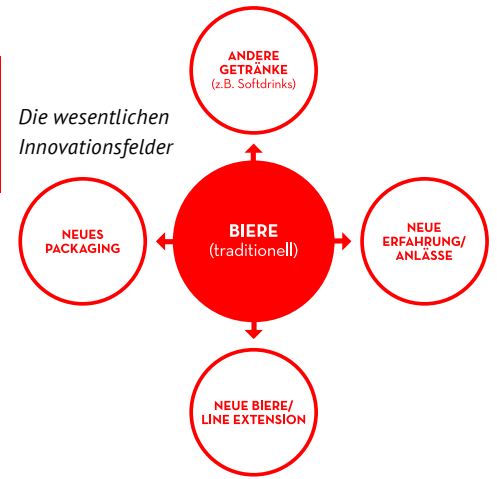 ANDERE
GETRÄNKE
(z.B. Softdrinks)
Die wesentlichen
Innovationsfelder
NEUES
PACKAGING
BIERE
(traditionell)
NEUE
ERFAHRUNG/
ANLÄSSE
NEUE BIERE/
LINE EXTENSION